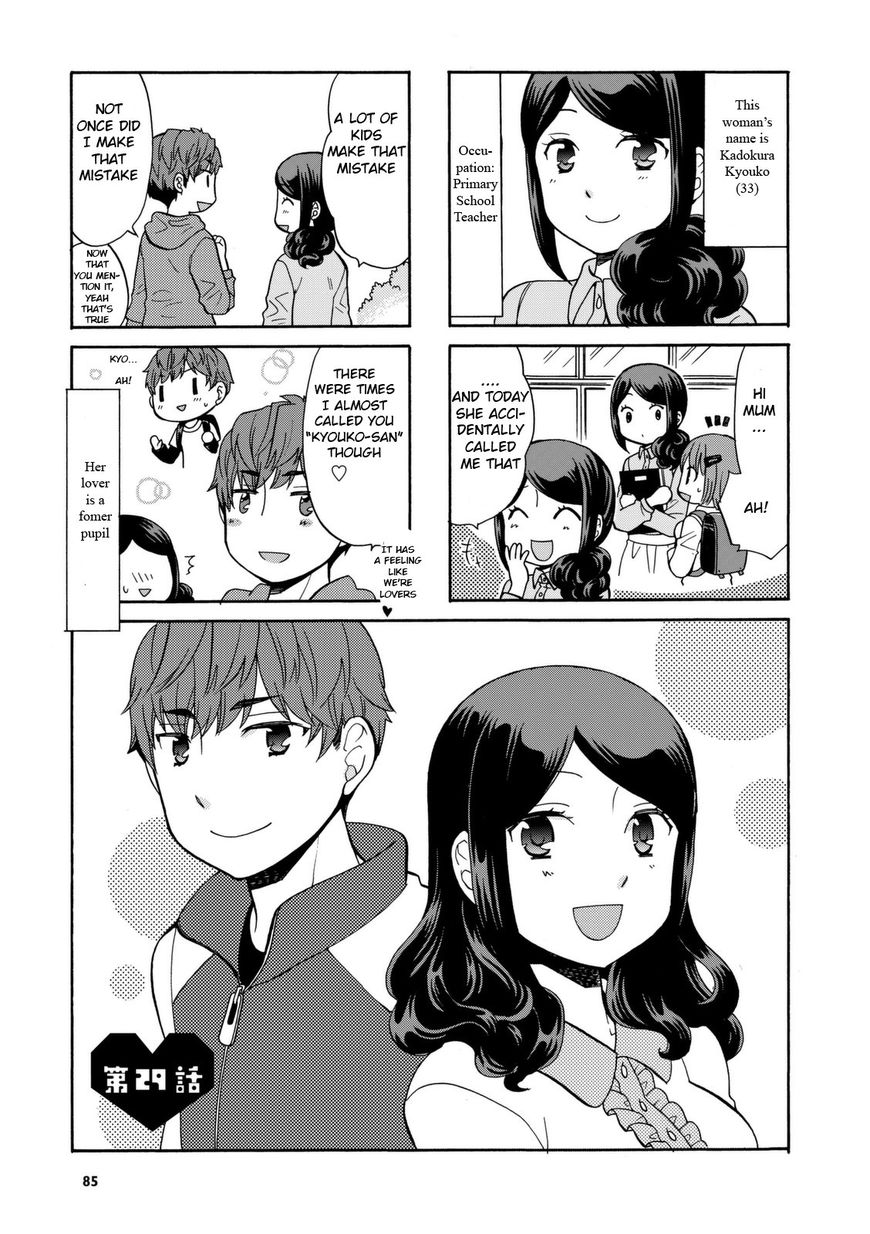 This
woman's
name is
Kadokura
Kyouko
(33)
Occu-
pation:
Primary
School
Teacher
HI
MUM
...
AH!
....
AND TODAY
SHE ACCI-
DENTALLY
CALLED
ME THAT
A LOT OF
KIDS
MAKE THAT
MISTAKE
NOT
ONCE DID
I MAKE
THAT
MISTAKE
NOW
THAT
YOU MEN-
TION IT,
YEAH
THAT'S
TRUE
THERE
WERE TIMES
I ALMOST
CALLED YOU
"KYOUKO-SAN"
THOUGH
♡
KYO...
AH!
IT HAS
A FEELING
LIKE
WE'RE
LOVERS
♥
Her
lover
is a
fomer
pupil
第29話
85